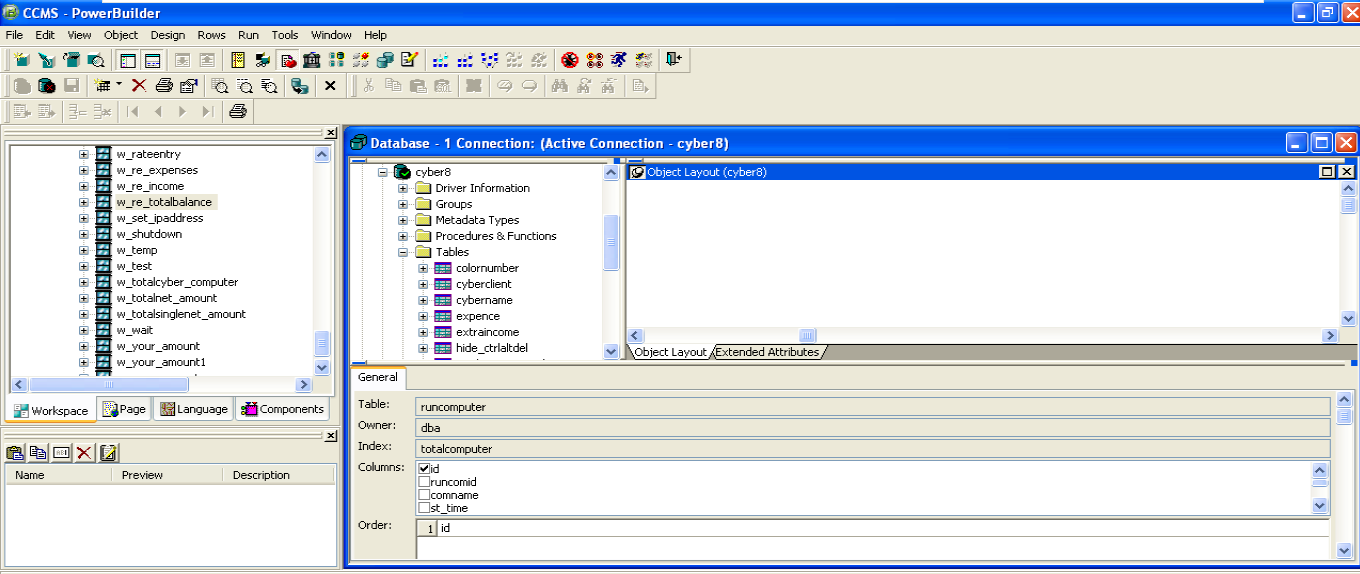 CCMS - PowerBuilder
File Edit View Object Design Rows Run Tools Window Help
w_rateentry
w_re_expenses
w_re_income
w_re_totalbalance
w_set_ipaddress
w_shutdown
w_temp
w_test
w_totalcyber_computer
w_totalnet_amount
w_totalsinglenet_amount
w_wait
w_your_amount
w_your_amount1
Workspace Page Language Components
Name Preview Description
Database - 1 Connection: (Active Connection - cyber8)
cyber8
Driver Information
Groups
Metadata Types
Procedures & Functions
Tables
colornumber
cyberclient
cybername
expence
extraincome
hide_ctrlaltdel
Object Layout (cyber8)
Object Layout Extended Attributes
General
Table: runcomputer
Owner: dba
Index: totalcomputer
Columns: id
runcomid
comname
st_time
Order: 1 id